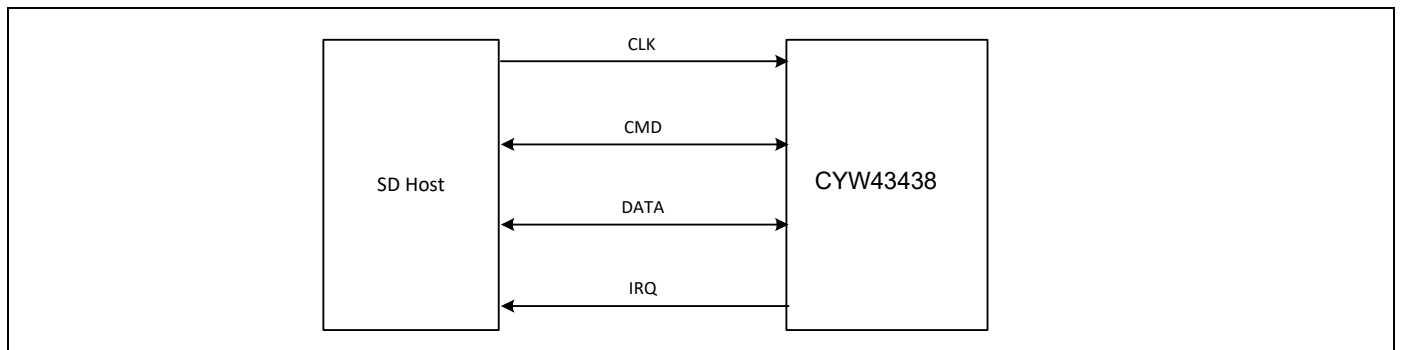 CLK
CMD
SD Host
CYW43438
DATA
IRQ